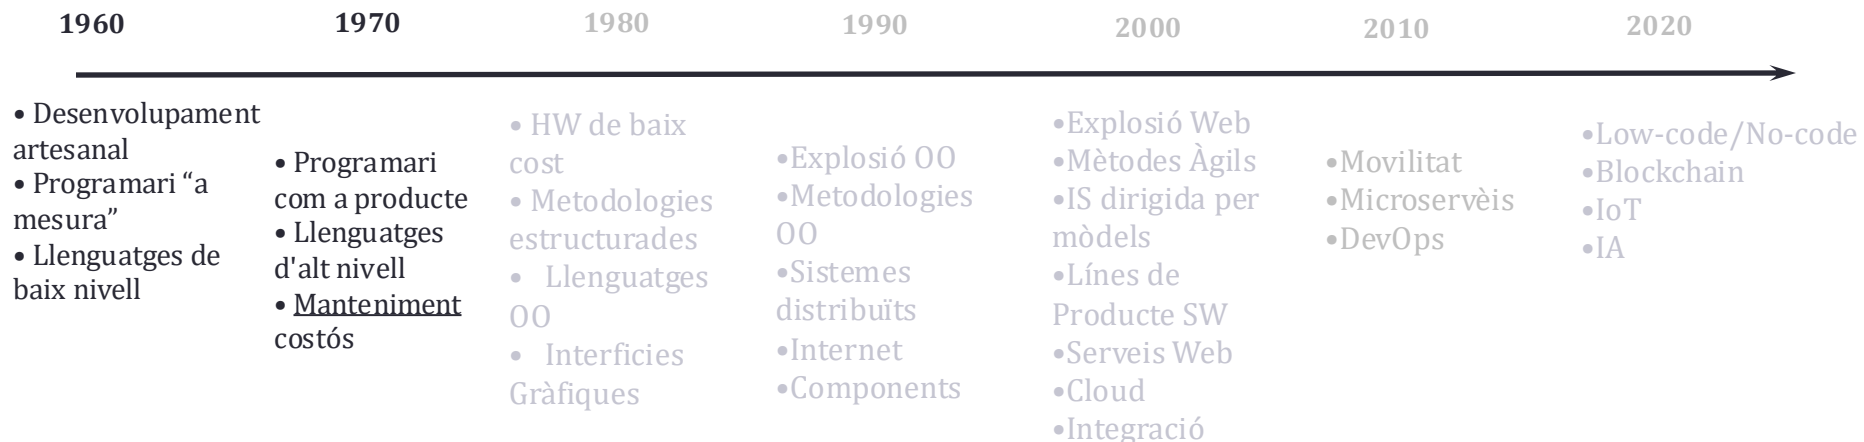 1960
1970
1980
1990
2000
2010
2020
• Desenvolupament
artesanal
• Programari “a
mesura”
• Llenguatges de
baix nivell
• Programari
com a producte
• Llenguatges
d'alt nivell
• Manteniment
costós
• HW de baix
cost
• Metodologies
estructurades
• Llenguatges
OO
• Interficies
Gràfiques
•Explosió OO
•Metodologies
OO
•Sistemes
distribuïts
•Internet
•Components
•Explosió Web
•Mètodes Àgils
•IS dirigida per
mòdels
•Línes de
Producte SW
•Serveis Web
•Cloud
•Integració
•Movilitat
•Microservèis
•DevOps
•Low-code/No-code
•Blockchain
•IoT
•IA